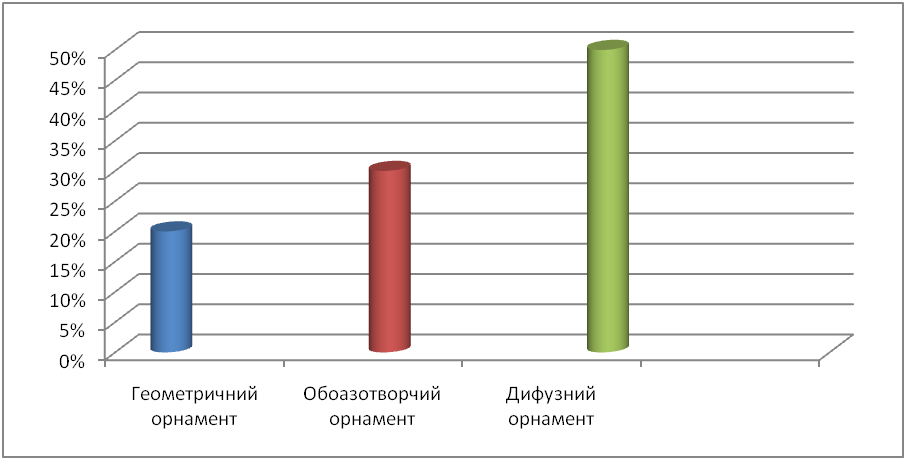 50%
45%
40%
35%
30%
25%
20%
15%
10%
5%
0%
Геометричний
орнамент
Обоазотворчий
орнамент
Дифузний
орнамент